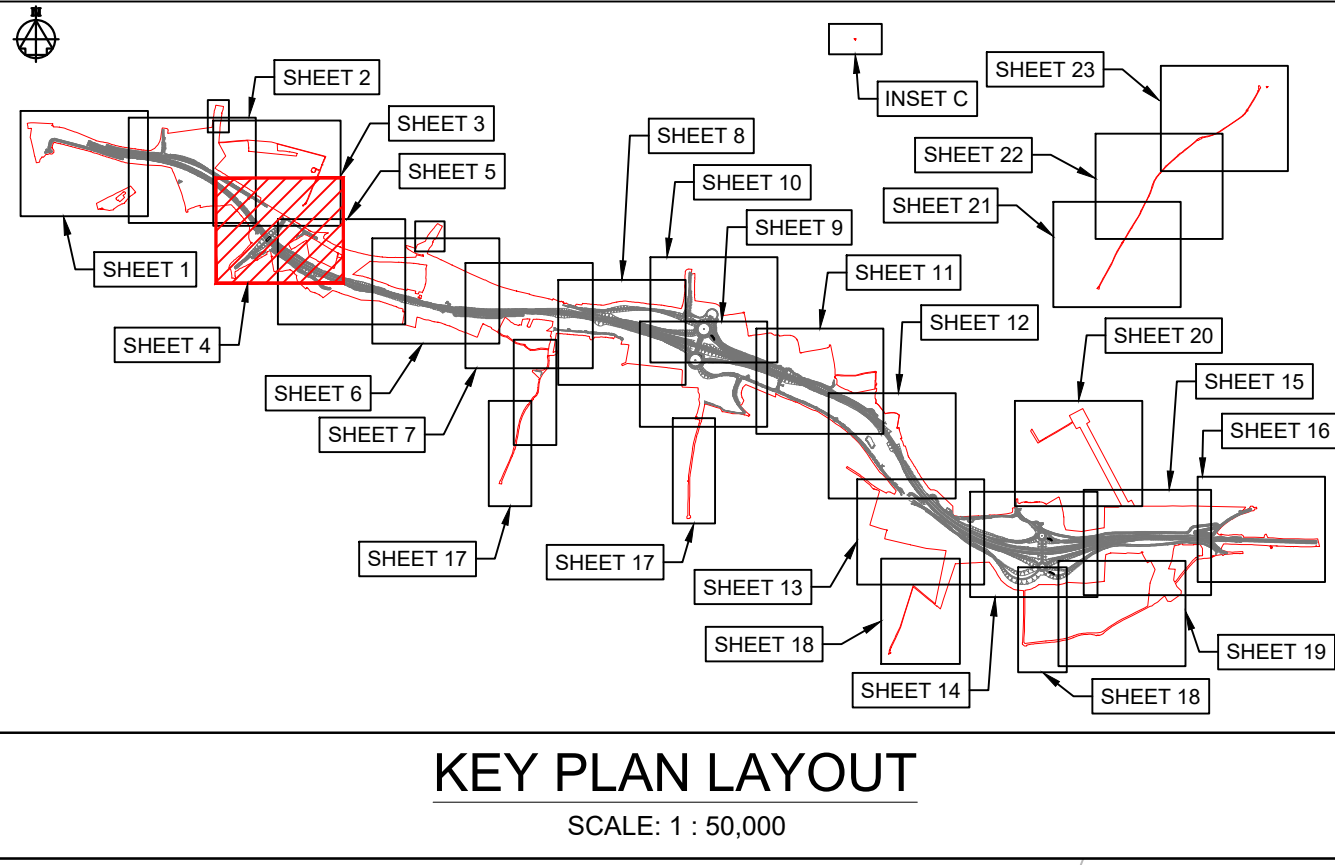 N
SHEET 2
SHEET 3
SHEET 5
SHEET 8
SHEET 10
SHEET 9
INSET C
SHEET 23
SHEET 22
SHEET 21
SHEET 1
SHEET 4
SHEET 6
SHEET 7
SHEET 11
SHEET 12
SHEET 20
SHEET 15
SHEET 16
SHEET 17
SHEET 17
SHEET 13
SHEET 18
SHEET 14
SHEET 18
SHEET 19
KEY PLAN LAYOUT
SCALE: 1 : 50,000